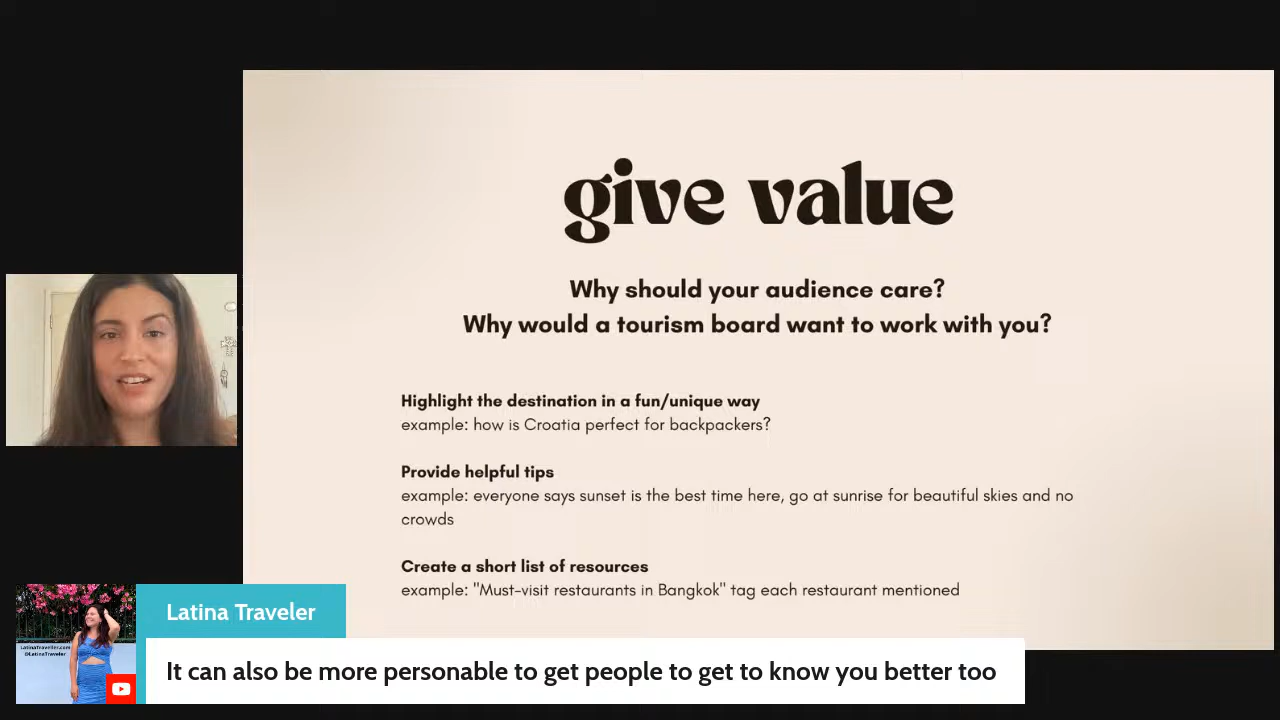 give value
Why should your audience care?
Why would a tourism board want to work with you?
Highlight the destination in a fun/unique way
example: how is Croatia perfect for backpackers?
Provide helpful tips
example: everyone says sunset is the best time here, go at sunrise for beautiful skies and no
crowds
Create a short list of resources
example: "Must-visit restaurants in Bangkok" tag each restaurant mentioned
Latina Traveler
LatinaTraveller.com
@LatinaTraveler
It can also be more personable to get people to get to know you better too